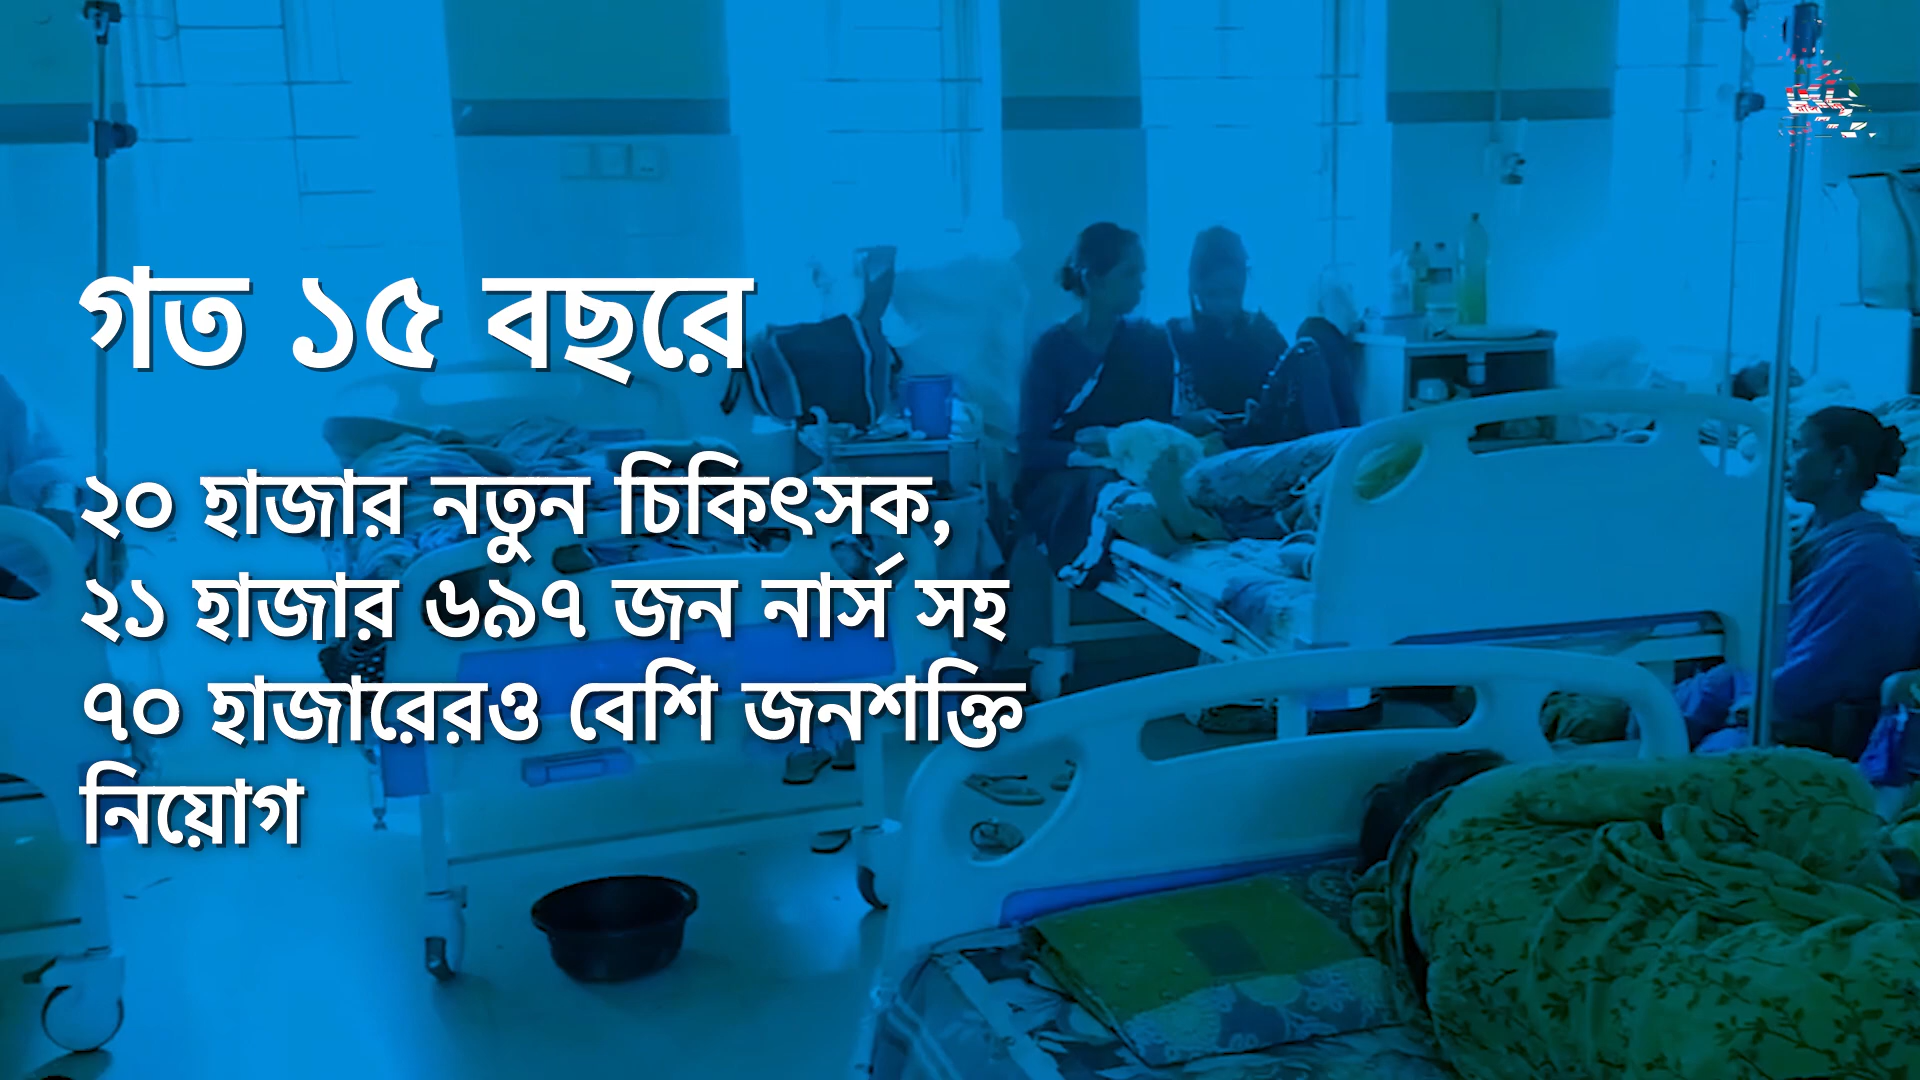 গত ১৫ বছরে
২০ হাজার নতুন চিকিৎসক,
২১ হাজার ৬৯৭ জন নার্স সহ
৭০ হাজারেরও বেশি জনশক্তি
নিয়োগ